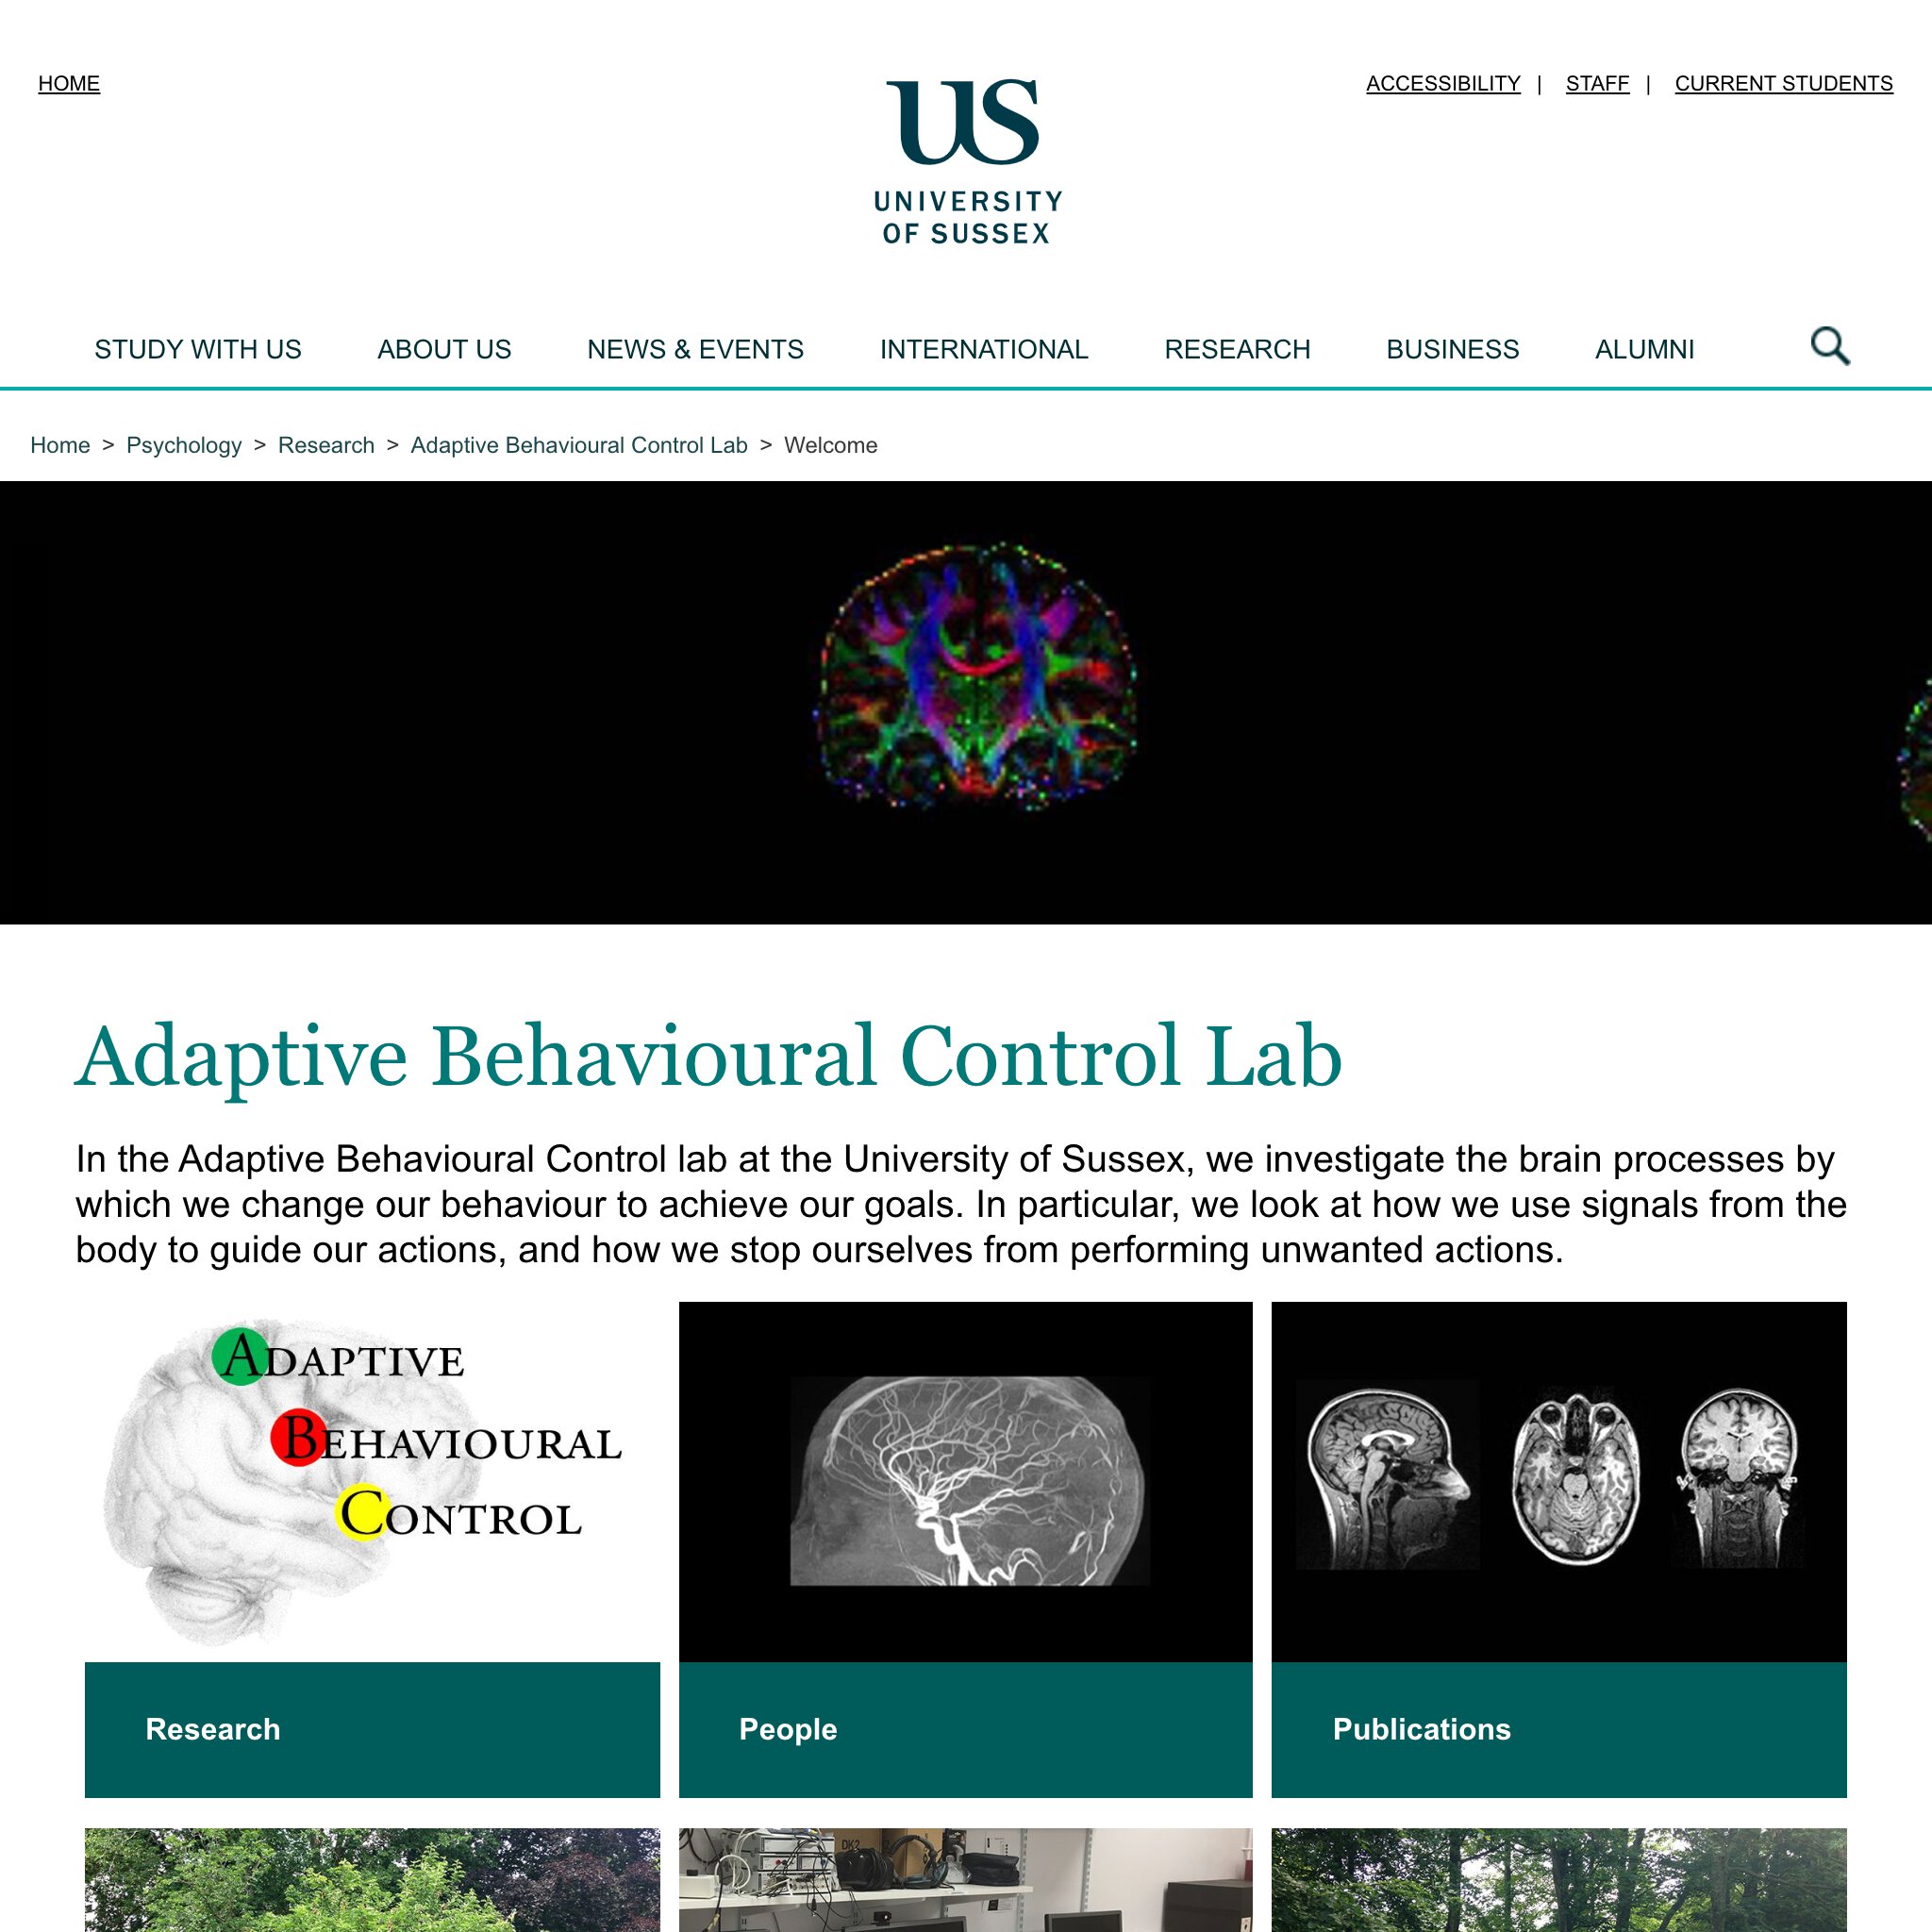 HOME
ACCESSIBILITY | STAFF | CURRENT STUDENTS
us
UNIVERSITY
OF SUSSEX
STUDY WITH US ABOUT US NEWS & EVENTS INTERNATIONAL RESEARCH BUSINESS ALUMNI
Home > Psychology > Research > Adaptive Behavioural Control Lab > Welcome
Adaptive Behavioural Control Lab
In the Adaptive Behavioural Control lab at the University of Sussex, we investigate the brain processes by
which we change our behaviour to achieve our goals. In particular, we look at how we use signals from the
body to guide our actions, and how we stop ourselves from performing unwanted actions.
ADAPTIVE
BEHAVIOURAL
CONTROL
Research
People
Publications
DK2